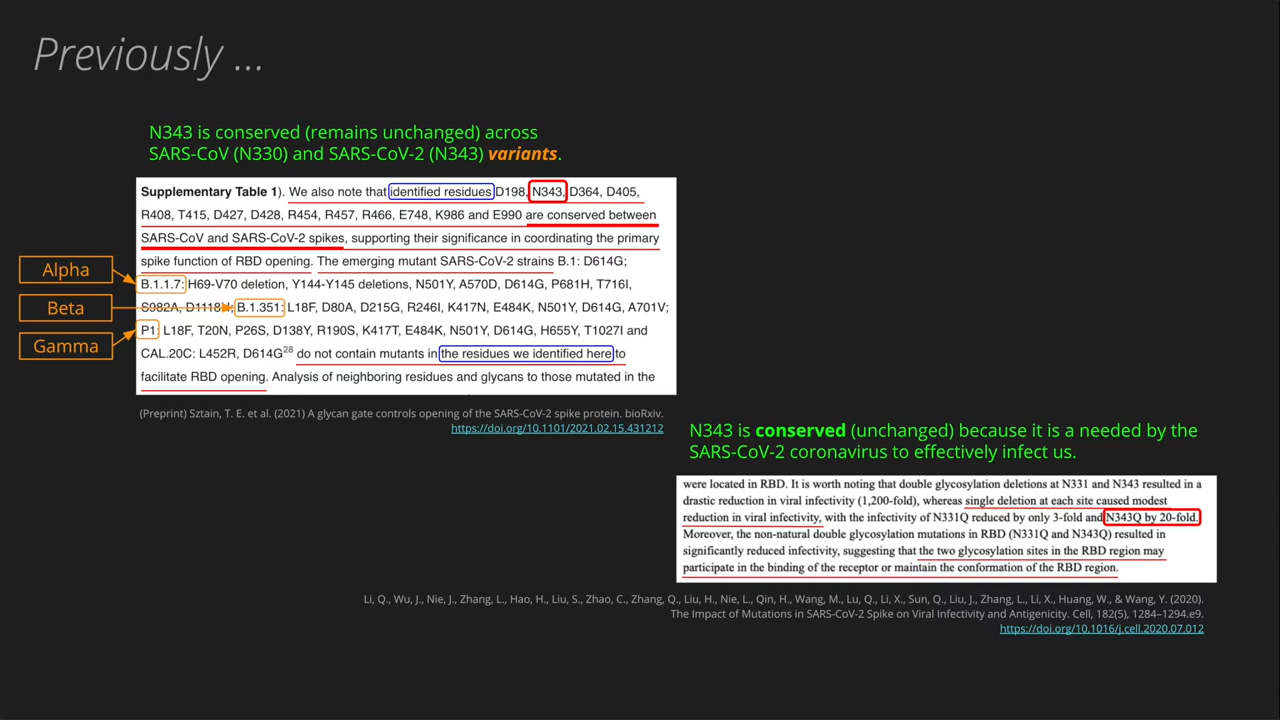 Previously ...
N343 is conserved (remains unchanged) across
SARS-CoV (N330) and SARS-CoV-2 (N343) variants.
Supplementary Table 1). We also note that identified residues D198, N343, D364, D405,
R408, T415, D427, D428, R454, R457, R466, E748, K986 and E990 are conserved between
SARS-CoV and SARS-CoV-2 spikes, supporting their significance in coordinating the primary
spike function of RBD opening. The emerging mutant SARS-CoV-2 strains B.1: D614G;
Alpha
B.1.1.7: H69-V70 deletion, Y144-Y145 deletions, N501Y, A570D, D614G, P681H, T716I,
Beta
S982A, D1118H; B.1.351: L18F, D80A, D215G, R246I, K417N, E484K, N501Y, D614G, A701V;
Gamma
P1: L18F, T20N, P26S, D138Y, R190S, K417T, E484K, N501Y, D614G, H655Y, T1027I and
CAL.20C: L452R, D614G28 do not contain mutants in the residues we identified here to
facilitate RBD opening. Analysis of neighboring residues and glycans to those mutated in the
(Preprint) Sztain, T. E. et al. (2021) A glycan gate controls opening of the SARS-CoV-2 spike protein. bioRxiv.
https://doi.org/10.1101/2021.02.15.431212
N343 is conserved (unchanged) because it is a needed by the
SARS-CoV-2 coronavirus to effectively infect us.
were located in RBD. It is worth noting that double glycosylation deletions at N331 and N343 resulted in a
drastic reduction in viral infectivity (1,200-fold), whereas single deletion at each site caused modest
reduction in viral infectivity, with the infectivity of N331Q reduced by only 3-fold and N343Q by 20-fold.
Moreover, the non-natural double glycosylation mutations in RBD (N331Q and N343Q) resulted in
significantly reduced infectivity, suggesting that the two glycosylation sites in the RBD region may
participate in the binding of the receptor or maintain the conformation of the RBD region.
Li, Q., Wu, J., Nie, J., Zhang, L., Hao, H., Liu, S., Zhao, C., Zhang, Q., Liu, H., Nie, L., Qin, H., Wang, M., Lu, Q., Li, X., Sun, Q., Liu, J., Zhang, L., Li, X., Huang, W., & Wang, Y. (2020).
The Impact of Mutations in SARS-CoV-2 Spike on Viral Infectivity and Antigenicity. Cell, 182(5), 1284–1294.e9.
https://doi.org/10.1016/j.cell.2020.07.012